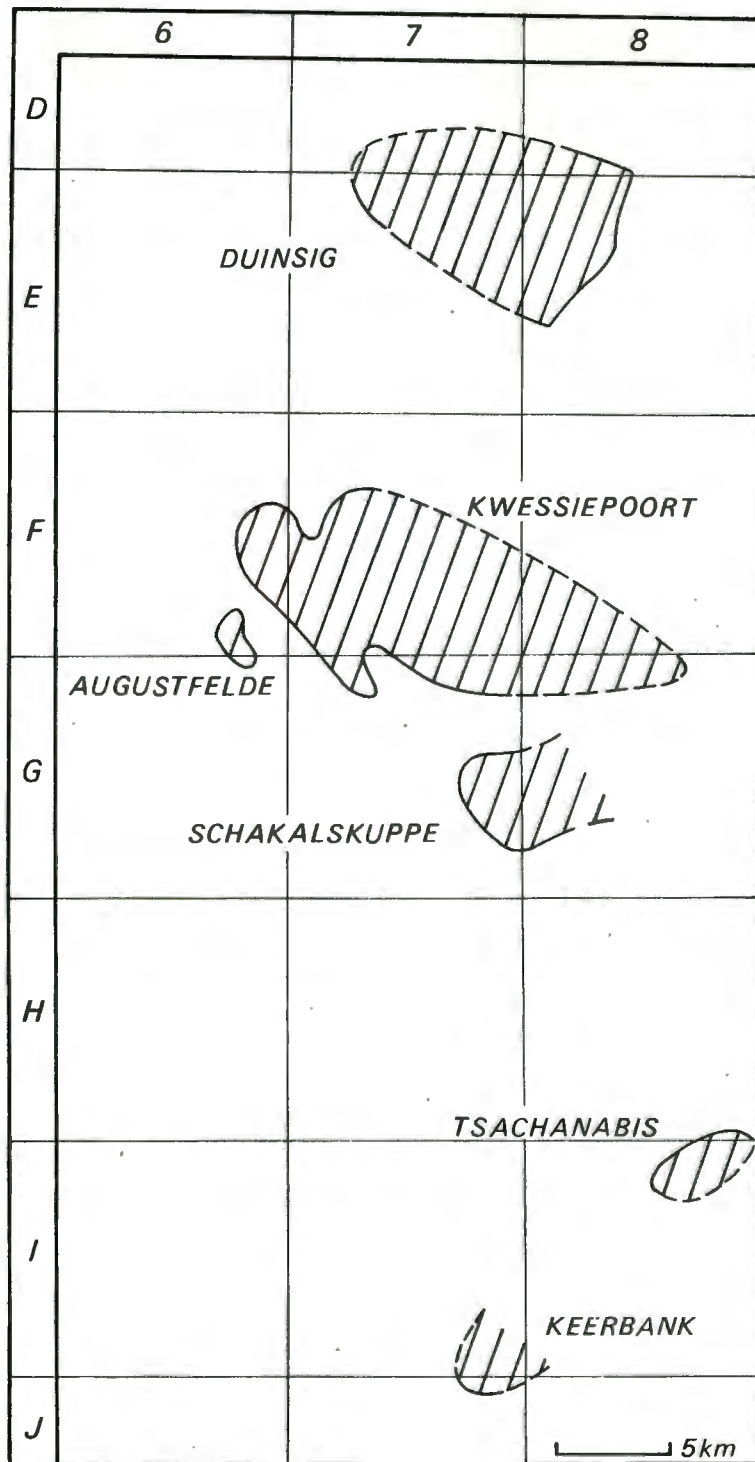 6 7 8
D
DUINSIG
E
KWESSIEPOORT
F
AUGUSTFELDE
G
SCHAKALSKUPPE
H
TSACHANABIS
I
KEERBANK
J
5km